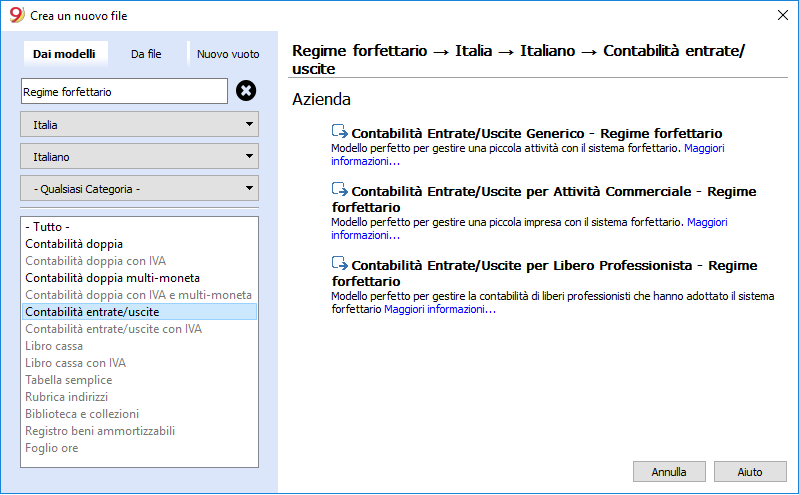 Crea un nuovo file
Dai modelli
Da file
Nuovo vuoto
Regime forfettario
Italia
Italiano
- Qualsiasi Categoria -
- Tutto -
Contabilità doppia
Contabilità doppia con IVA
Contabilità doppia multi-moneta
Contabilità doppia con IVA e multi-moneta
Contabilità entrate/uscite
Contabilità entrate/uscite con IVA
Libro cassa
Libro cassa con IVA
Tabella semplice
Rubrica indirizzi
Biblioteca e collezioni
Registro beni ammortizzabili
Foglio ore
Regime forfettario → Italia → Italiano → Contabilità entrate/
uscite
Azienda
Contabilità Entrate/Uscite Generico - Regime forfettario
Modello perfetto per gestire una piccola attività con il sistema forfettario. Maggiori
informazioni...
Contabilità Entrate/Uscite per Attività Commerciale - Regime
forfettario
Modello perfetto per gestire una piccola impresa con il sistema forfettario. Maggiori
informazioni...
Contabilità Entrate/Uscite per Libero Professionista - Regime
forfettario
Modello perfetto per gestire la contabilità di liberi professionisti che hanno adottato il sistema
forfettario Maggiori informazioni...
Annulla
Aiuto